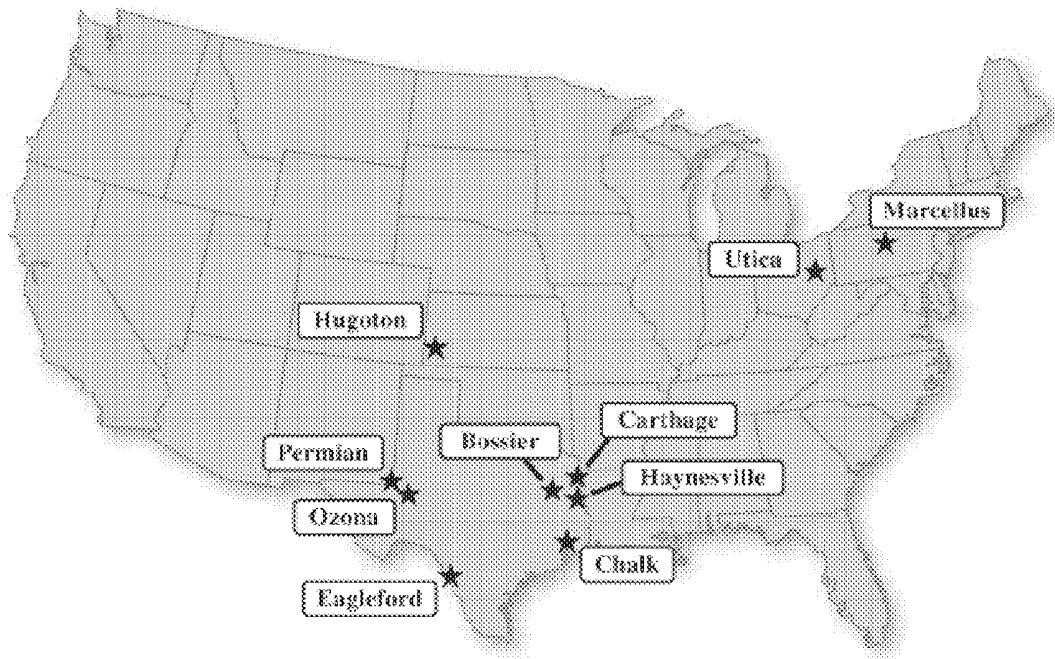 Marcellus
Utica
Hugoton
Carthage
Bossier
Permian
Haynesville
Ozona
Chalk
Eagleford